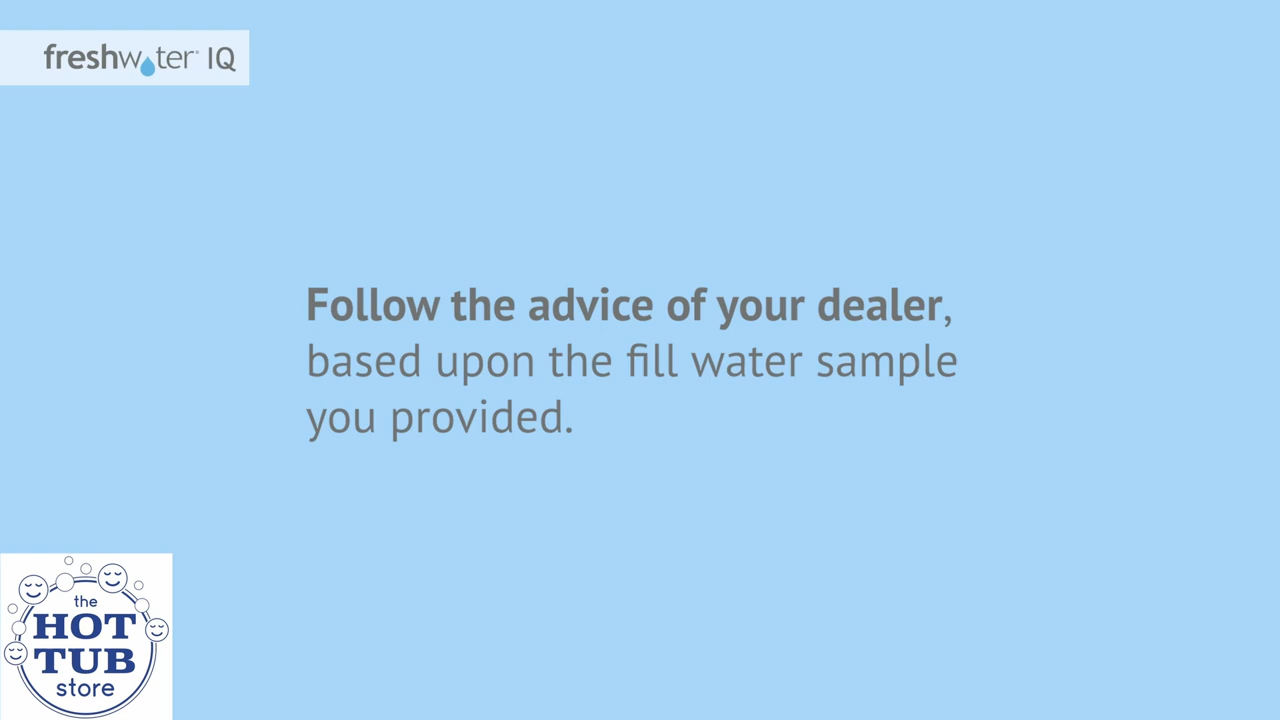 freshwater® IQ
Follow the advice of your dealer,
based upon the fill water sample
you provided.
the
HOT
TUB
store